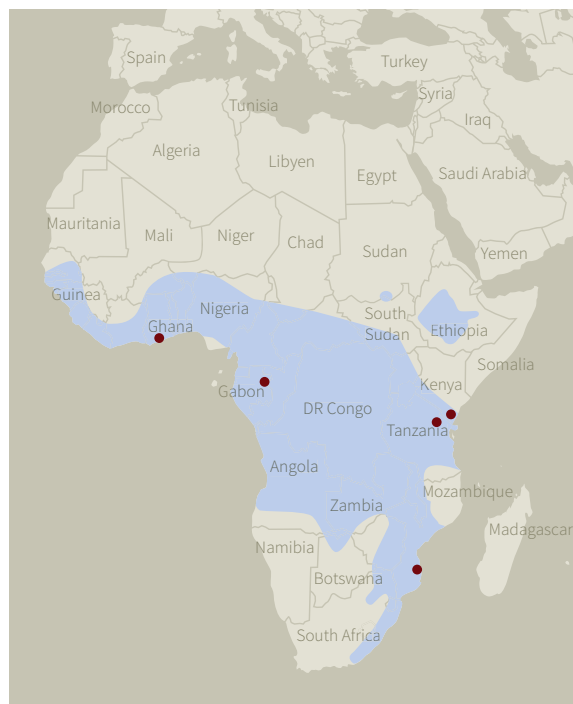 Spain
Turkey
Syria
Morocco
Tunisia
Iraq
Algeria
Libyen
Egypt
Saudi Arabia
Mauritania
Mali
Niger
Chad
Sudan
Yemen
Guinea
Nigeria
South
Sudan
Ghana
Ethiopia
Somalia
Kenya
Gabon
DR Congo
Tanzania
Angola
Mozambique
Zambia
Madagascar
Namibia
Botswana
South Africa